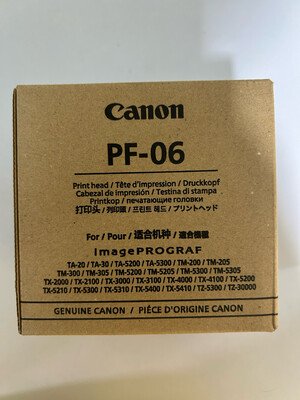 Canon
PF-06
Print head / Tête d'impression / Druckkopf
Cabezal de impresión / Testina di stampa
Printkop / печатающие головки
打印头 / 列印頭 / 프린트 헤드 / プリントヘッド
For / Pour / 适合机种 / 適合機種
imagePROGRAF
TA-20 / TA-30 / TA-5200 / TA-5300 / TM-200 / TM-205
TM-300 / TM-305 / TM-5200 / TM-5205 / TM-5300 / TM-5305
TX-2000 / TX-2100 / TX-3000 / TX-3100 / TX-4000 / TX-4100 / TX-5200
TX-5210 / TX-5300 / TX-5310 / TX-5400 / TX-5410 / TZ-5300 / TZ-30000
GENUINE CANON / PIÈCE D'ORIGINE CANON